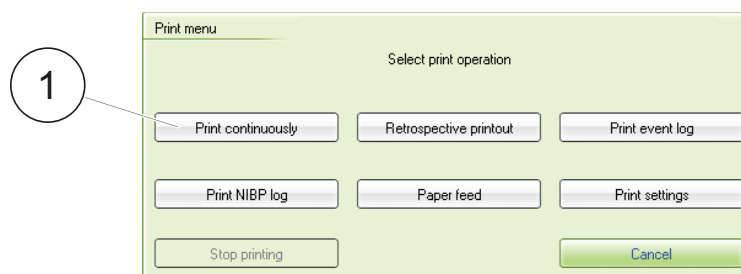 Print menu
Select print operation
1
Print continuously
Retrospective printout
Print event log
Print NIBP log
Paper feed
Print settings
Stop printing
Cancel